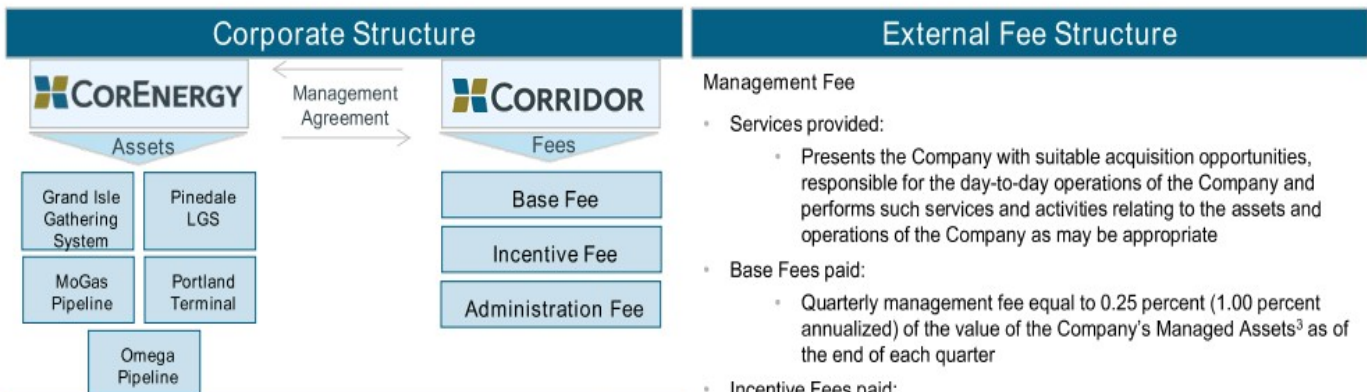 Corporate Structure
CORENERGY
Management
Agreement
CORRIDOR
Assets
Fees
Grand Isle
Gathering
System
Pinedale
LGS
MoGas
Pipeline
Portland
Terminal
Omega
Pipeline
Base Fee
Incentive Fee
Administration Fee
External Fee Structure
Management Fee
• Services provided:
• Presents the Company with suitable acquisition opportunities,
responsible for the day-to-day operations of the Company and
performs such services and activities relating to the assets and
operations of the Company as may be appropriate
• Base Fees paid:
• Quarterly management fee equal to 0.25 percent (1.00 percent
annualized) of the value of the Company's Managed Assets³ as of
the end of each quarter
• Incentive Fees paid: